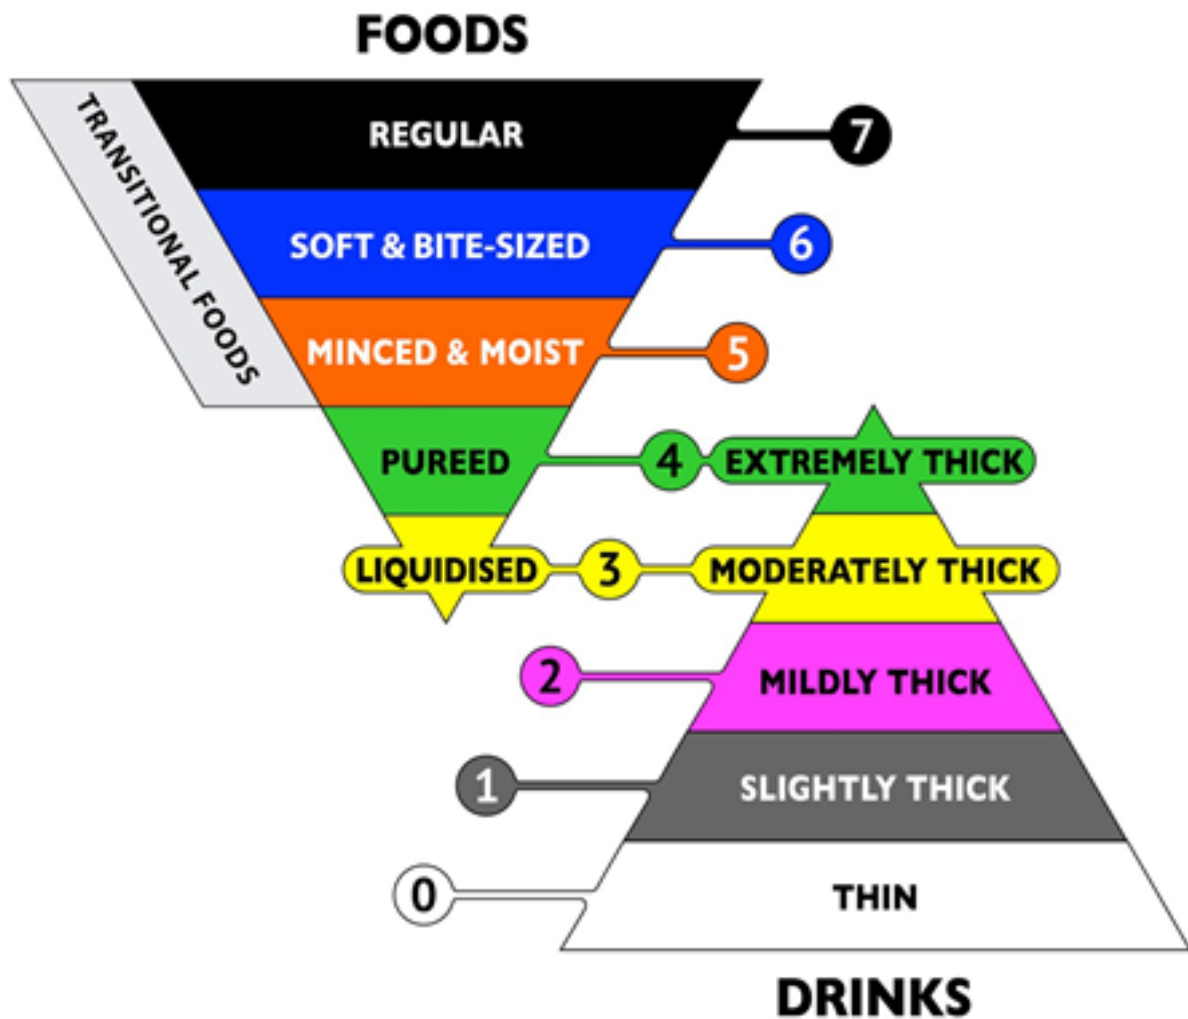 FOODS
TRANSITIONAL FOODS
REGULAR
7
SOFT & BITE-SIZED
6
MINCED & MOIST
5
PUREED
4
EXTREMELY THICK
LIQUIDISED
3
MODERATELY THICK
2
MILDLY THICK
1
SLIGHTLY THICK
0
THIN
DRINKS